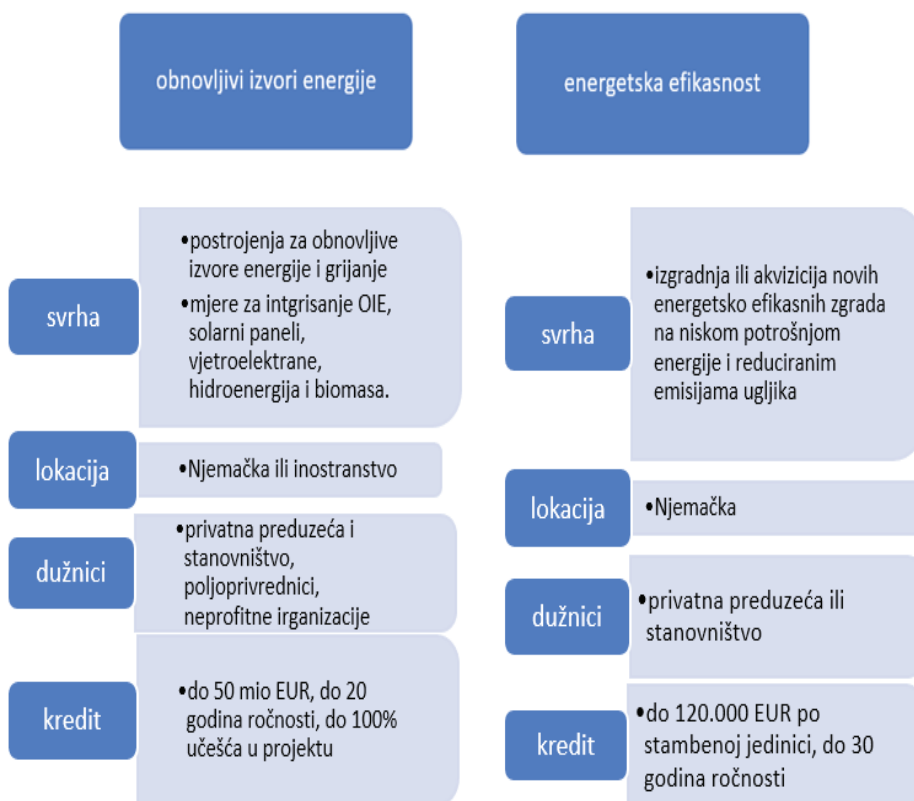 obnovljivi izvori energije
svrha
•postrojenja za obnovljive
izvore energije i grijanje
•mjere za intgrisanje OIE,
solarni paneli,
vjetroelektrane,
hidroenergija i biomasa.
lokacija
•Njemačka ili inostranstvo
dužnici
•privatna preduzeća i
stanovništvo,
poljoprivrednici,
neprofitne irganizacije
kredit
•do 50 mio EUR, do 20
godina ročnosti, do 100%
učešća u projektu
energetska efikasnost
svrha
•izgradnja ili akvizicija novih
energetsko efikasnih zgrada
na niskom potrošnjom
energije i reduciranim
emisijama ugljika
lokacija
•Njemačka
dužnici
•privatna preduzeća ili
stanovništvo
kredit
•do 120.000 EUR po
stambenoj jedinici, do 30
godina ročnosti